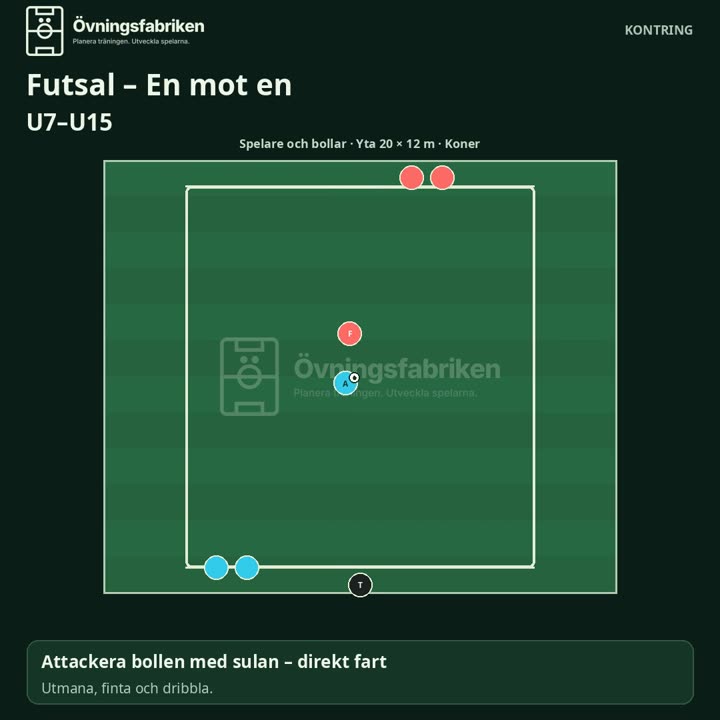 Övningsfabriken
Planera träningen. Utveckla spelarna.
KONTRING
Futsal – En mot en
U7–U15
Spelare och bollar · Yta 20 × 12 m · Koner
F
Övningsfabriken
A
Planera träningen. Utveckla spelarna.
T
Attackera bollen med sulan – direkt fart
Utmana, finta och dribbla.